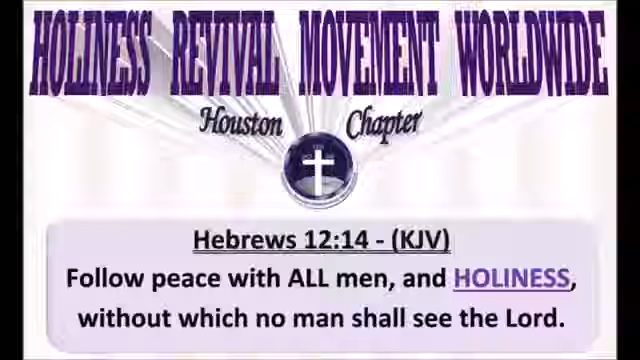 HOLINESS REVIVAL MOVEMENT WORLDWIDE
Houston Chapter
Hebrews 12:14 - (KJV)
Follow peace with ALL men, and HOLINESS,
without which no man shall see the Lord.